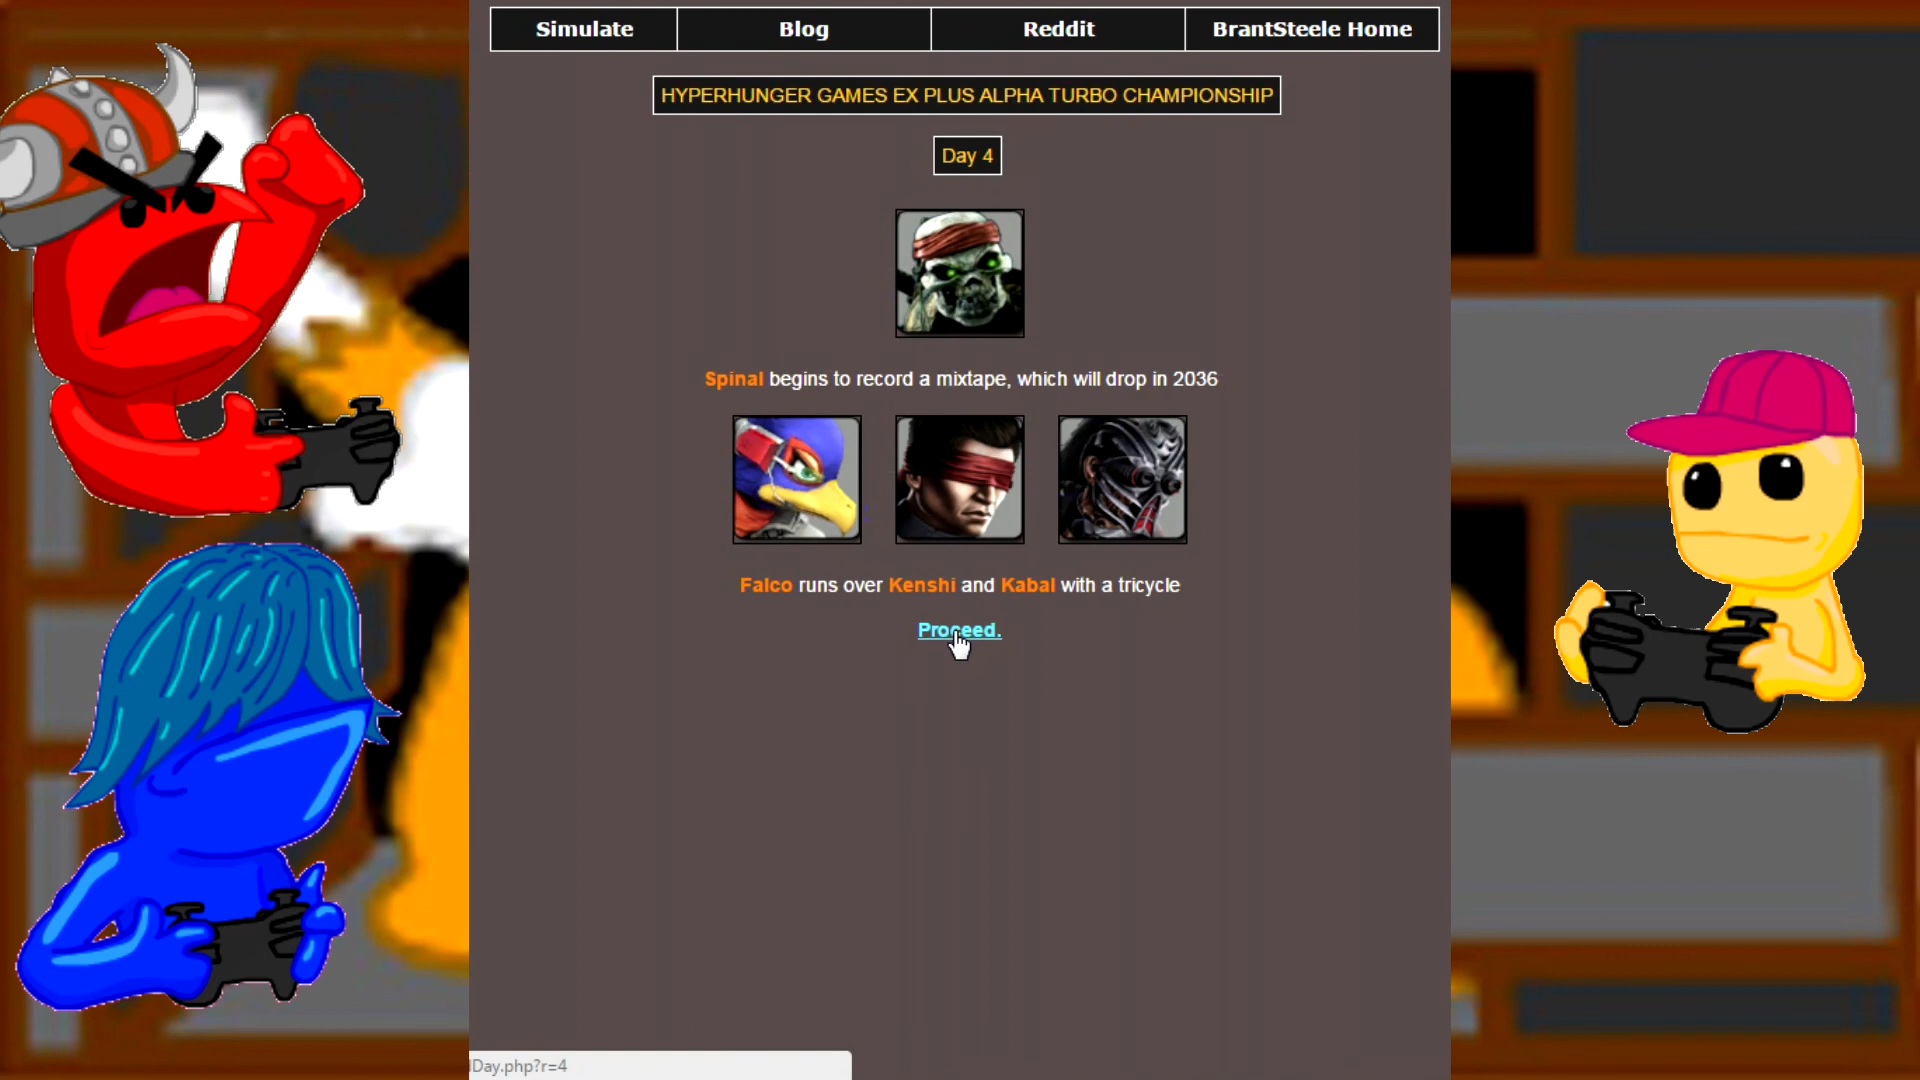 Simulate Blog Reddit BrantSteele Home
HYPERHUNGER GAMES EX PLUS ALPHA TURBO CHAMPIONSHIP
Day 4
Spinal begins to record a mixtape, which will drop in 2036
Falco runs over Kenshi and Kabal with a tricycle
Proceed.
Day.php?r=4